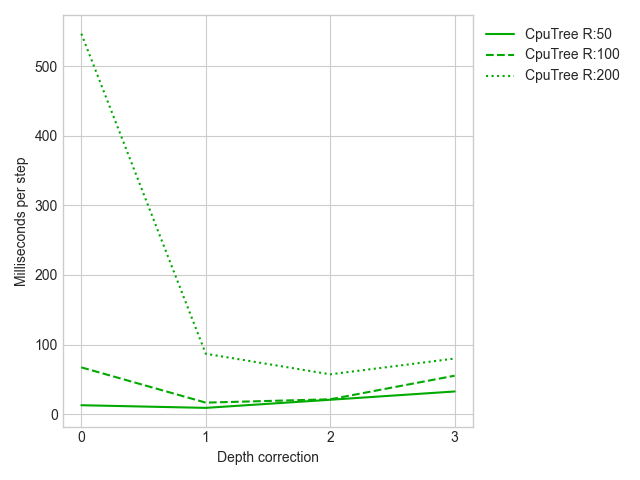 CpuTree R:50
CpuTree R:100
CpuTree R:200
Milliseconds per step
500
400
300
200
100
0
0 1 2 3
Depth correction